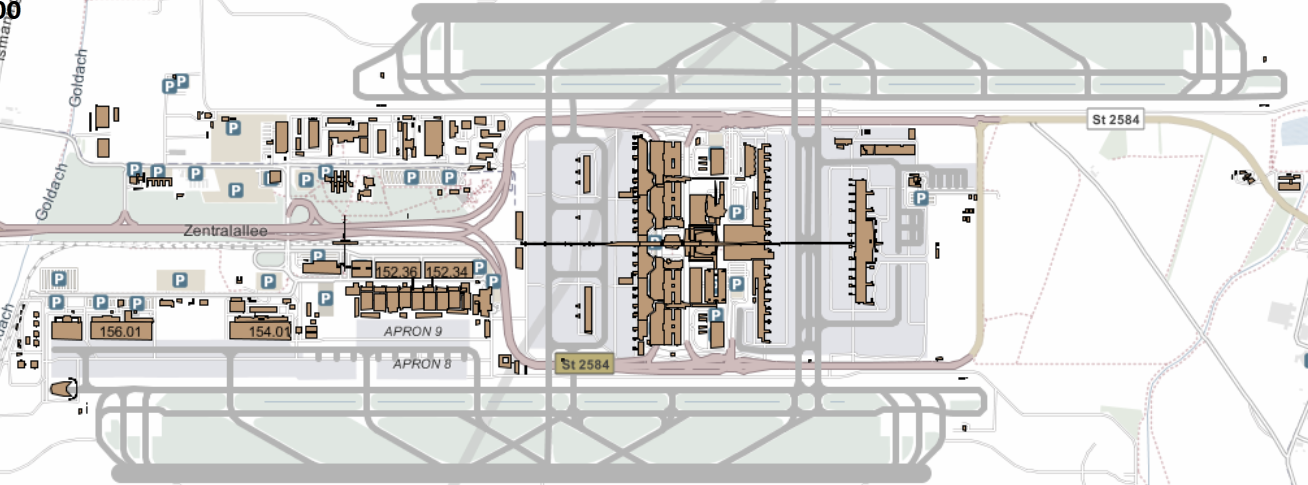 00
Goldach
St 2584
Goldach
Zentralallee
152.36
152.34
156.01
154.01
APRON 9
APRON 8
St 2584